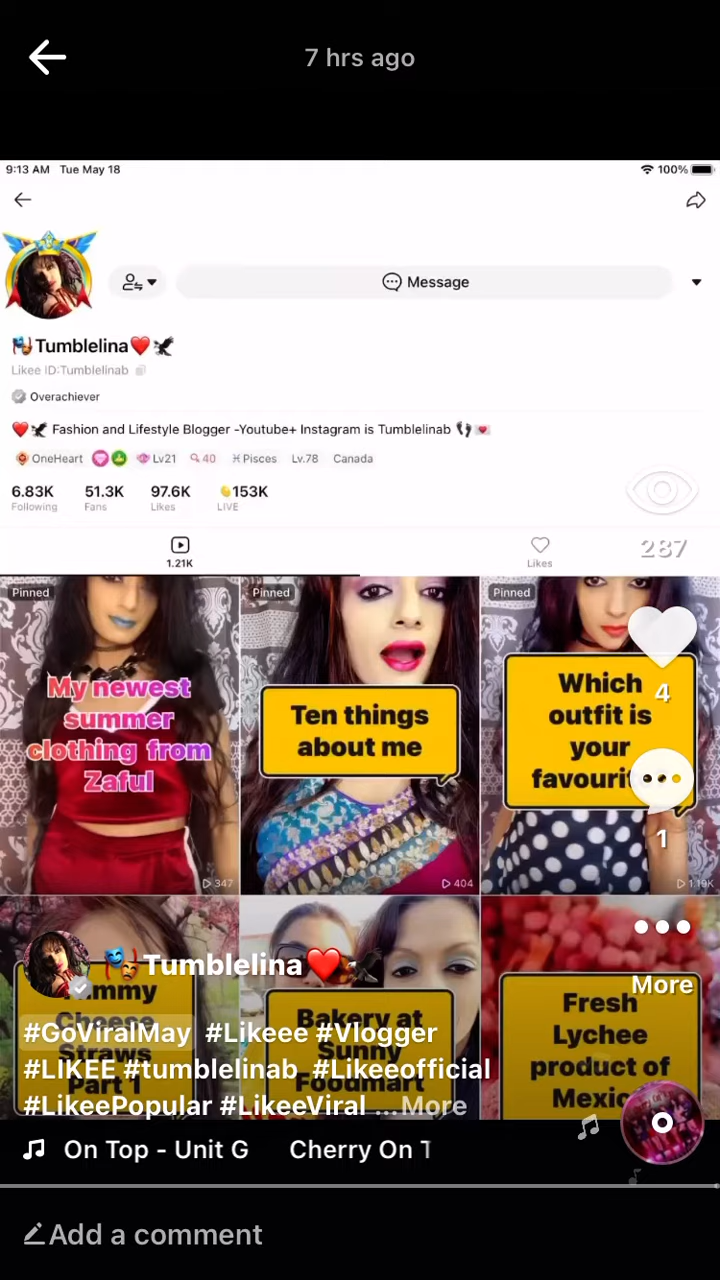 7 hrs ago
9:13 AM Tue May 18
100%
Message
🎭Tumblelina❤️🦅
Likee ID:Tumblelinab
Overachiever
❤️🦅 Fashion and Lifestyle Blogger -Youtube+ Instagram is Tumblelinab 👣💌
OneHeart Lv21 40 Pisces Lv.78 Canada
6.83K 51.3K 97.6K 153K
Following Fans Likes LIVE
287
1.21K Likes
Pinned Pinned Pinned
My newest
summer
clothing from
Zaful
Ten things
about me
Which
outfit is
your
4
1
347 404 1.19K
🎭Tumblelina❤️🦅
Cheese
Straws
Part 1
Bakery at
Sunny
Foodmart
Fresh
Lychee
product of
More
#GoViralMay #Likeee #Vlogger
#LIKEE #tumblelinab #Likeeofficial
#LikeePopular #LikeeViral ...More
On Top - Unit G Cherry On T
Add a comment